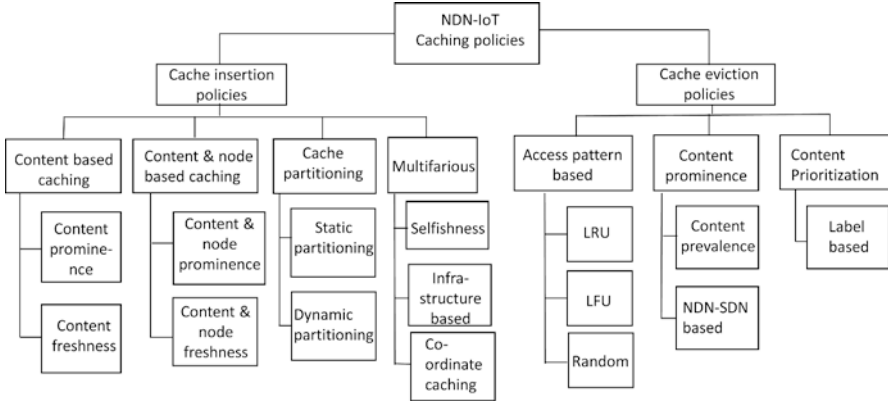 NDN-IoT
Caching policies
Cache insertion
policies
Cache eviction
policies
Content based
caching
Content & node
based caching
Cache
partitioning
Multifarious
Access pattern
based
Content
prominence
Content
Prioritization
Content
promine-
nce
Content &
node
prominence
Static
partitioning
Selfishness
LRU
Content
prevalence
Label
based
Content
freshness
Content &
node
freshness
Dynamic
partitioning
Infra-
structure
based
LFU
NDN-SDN
based
Co-
ordinate
caching
Random